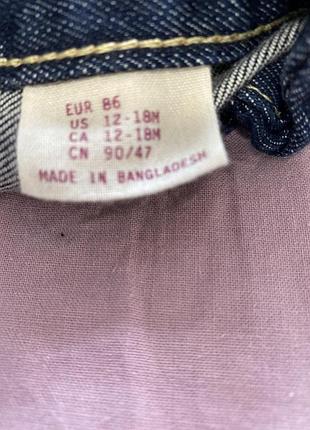 EUR 86
US 12-18M
CA 12-18M
CN 90/47
MADE IN BANGLADESH